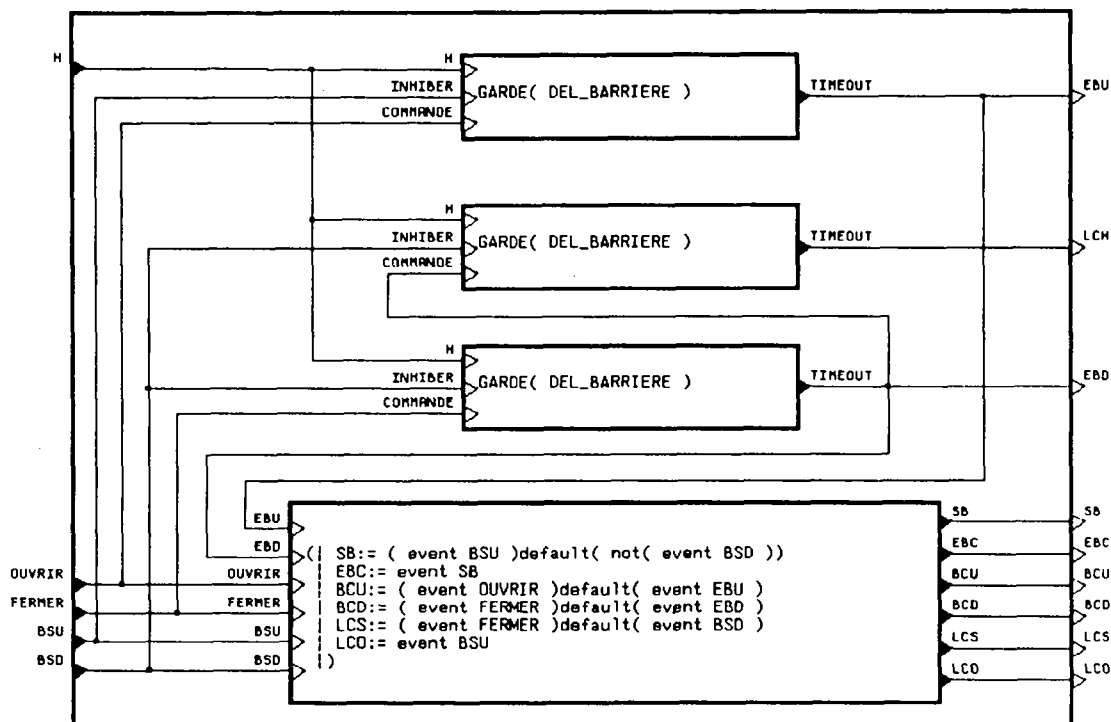 H
H
INHIBER
COMMANDE
GARDE( DEL_BARRIERE )
TIMEOUT
EBU
H
INHIBER
COMMANDE
GARDE( DEL_BARRIERE )
TIMEOUT
LCH
H
INHIBER
COMMANDE
GARDE( DEL_BARRIERE )
TIMEOUT
EBD
EBU
EBD
OUVRIR
OUVRIR
FERMER
FERMER
BSU
BSU
BSD
BSD
(| SB:= ( event BSU )default( not( event BSD ))
| EBC:= event SB
| BCU:= ( event OUVRIR )default( event EBU )
| BCD:= ( event FERMER )default( event EBD )
| LCS:= ( event FERMER )default( event BSD )
| LCO:= event BSU
|)
SB
SB
EBC
EBC
BCU
BCU
BCD
BCD
LCS
LCS
LCO
LCO